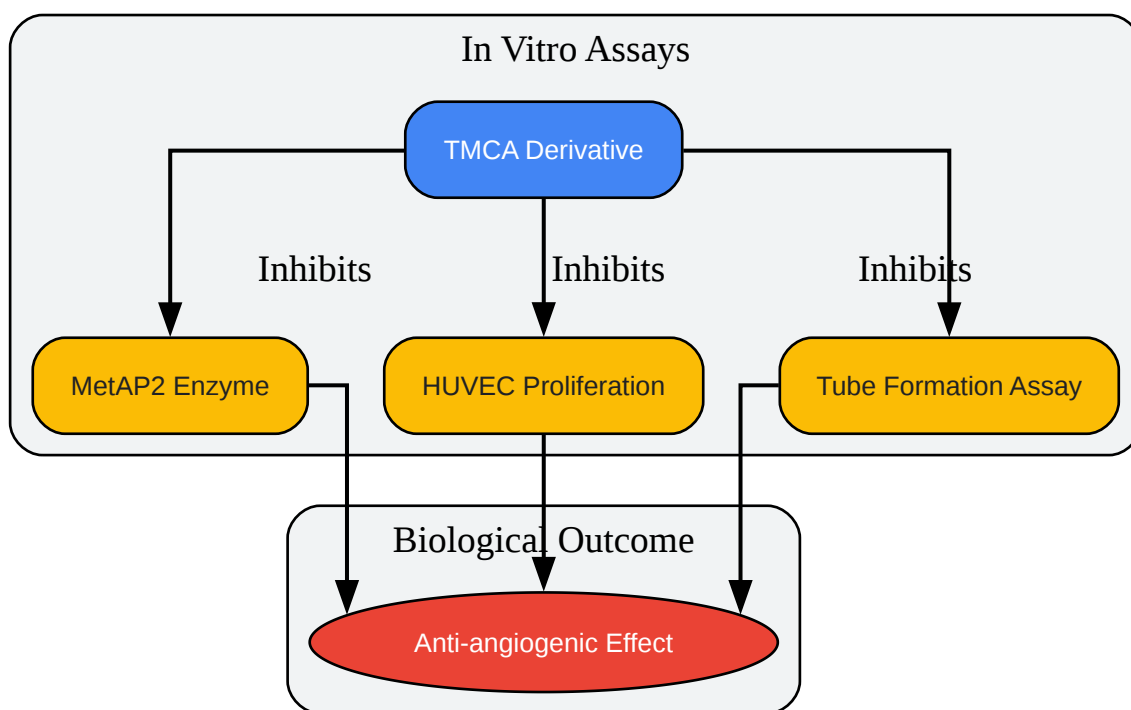 In Vitro Assays
TMCA Derivative
Inhibits
Inhibits
Inhibits
MetAP2 Enzyme
HUVEC Proliferation
Tube Formation Assay
Biological Outcome
Anti-angiogenic Effect